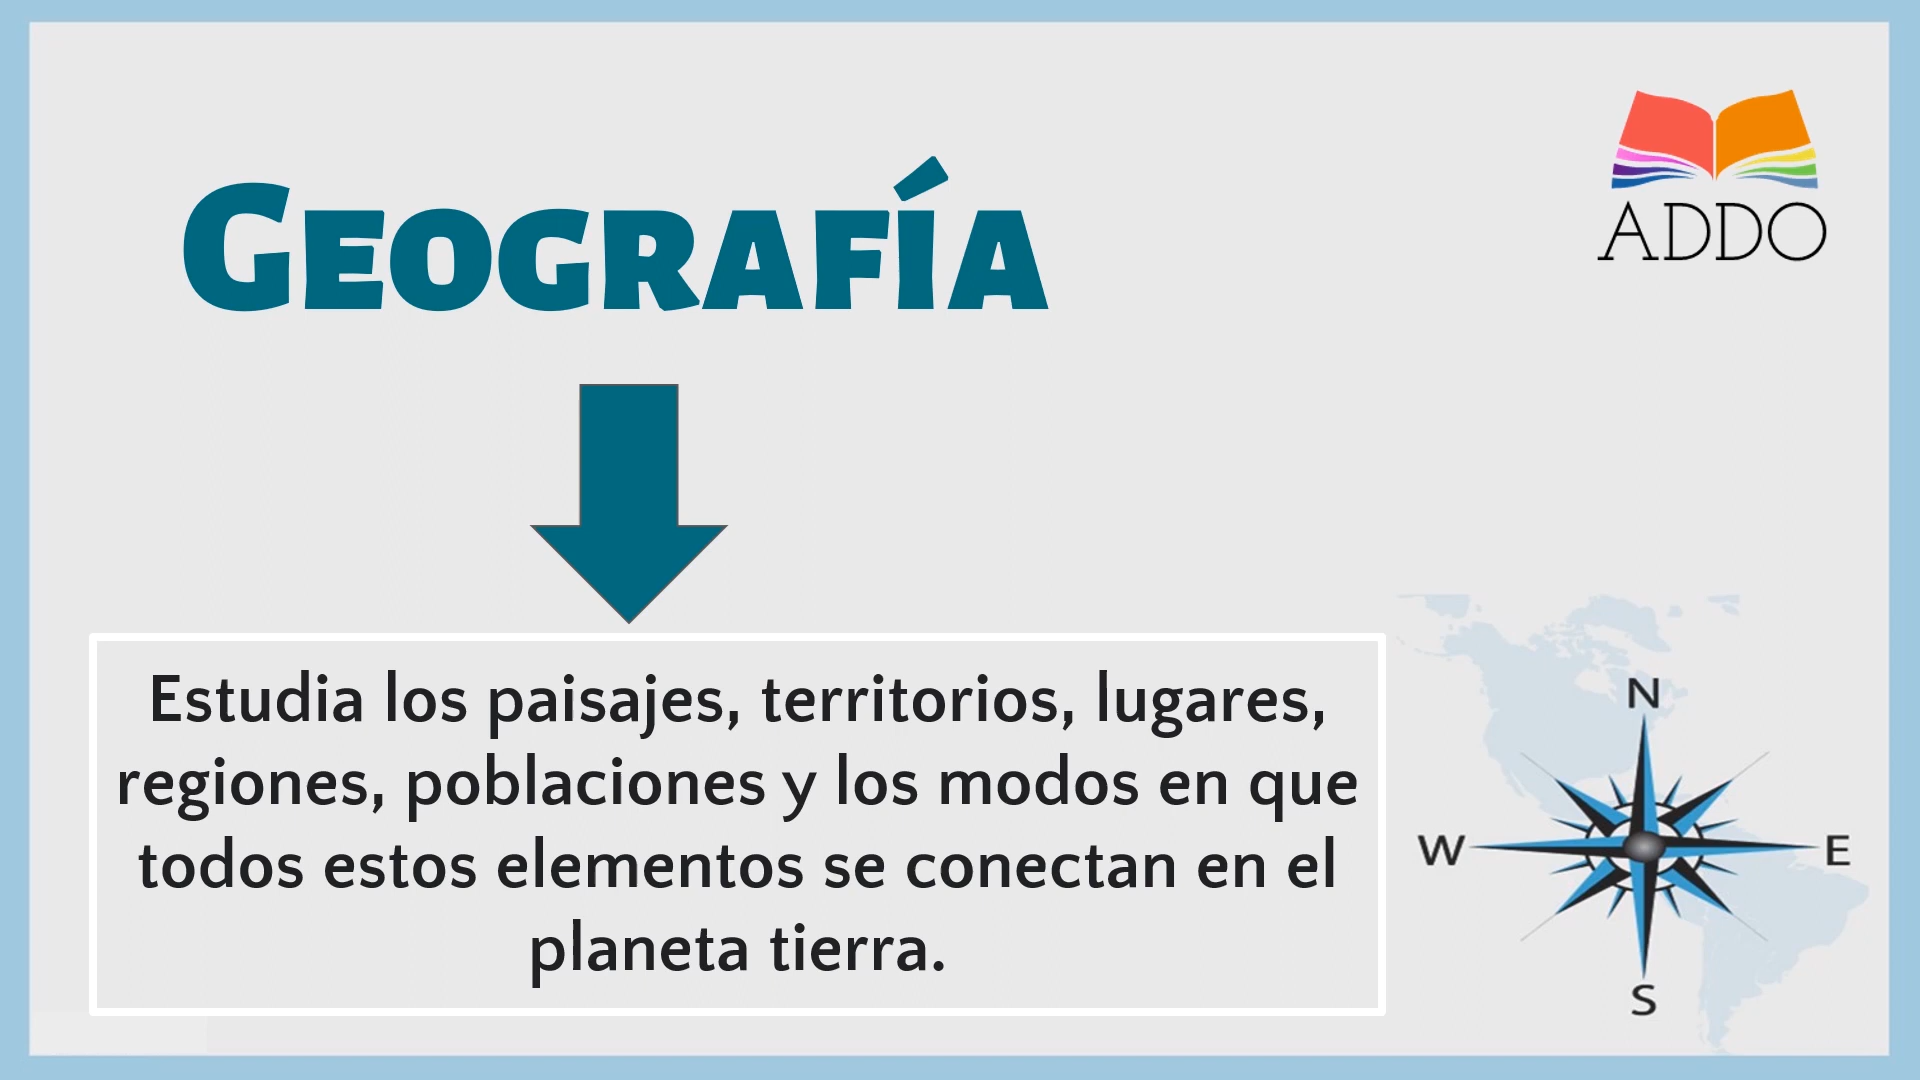 GEOGRAFÍA
ADDO
Estudia los paisajes, territorios, lugares,
regiones, poblaciones y los modos en que
todos estos elementos se conectan en el
planeta tierra.
N
W
E
S